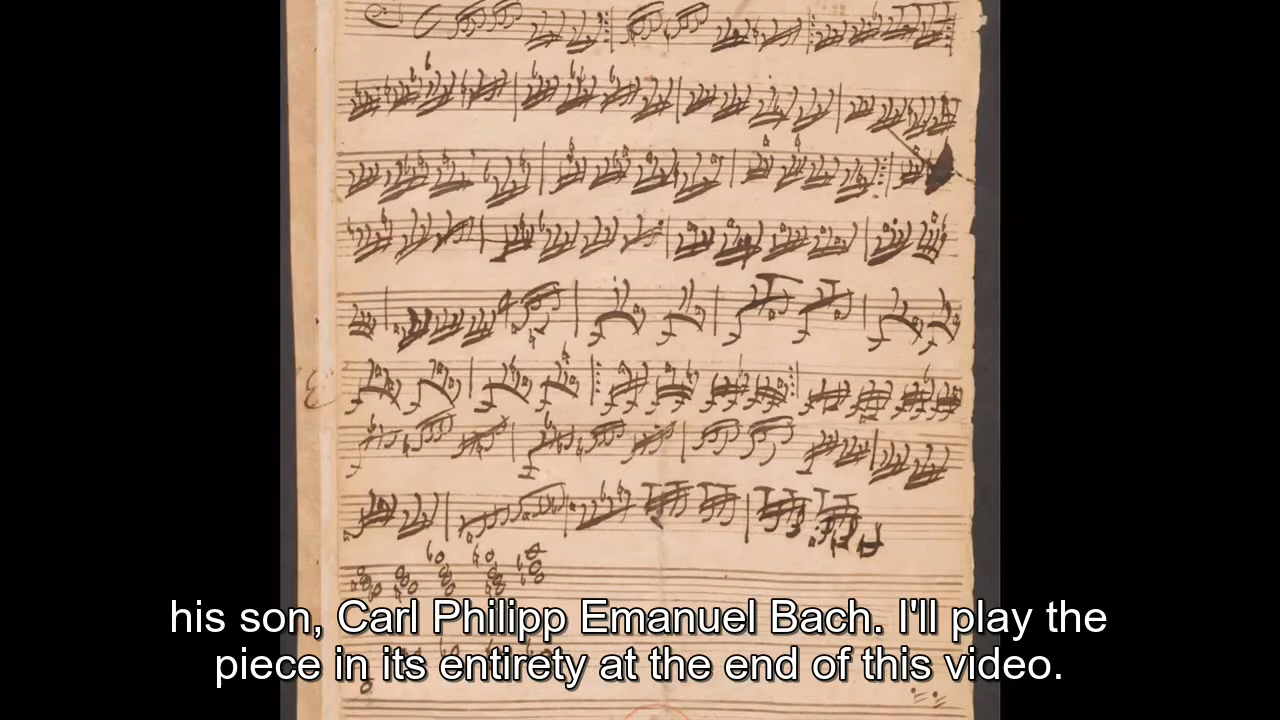 his son, Carl Philipp Emanuel Bach. I'll play the
piece in its entirety at the end of this video.